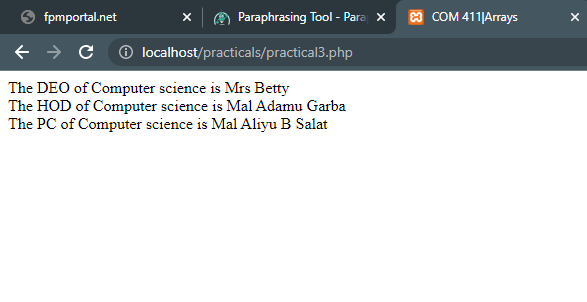 fpmportal.net
Paraphrasing Tool - Para
COM 411|Arrays
localhost/practicals/practical3.php
The DEO of Computer science is Mrs Betty
The HOD of Computer science is Mal Adamu Garba
The PC of Computer science is Mal Aliyu B Salat